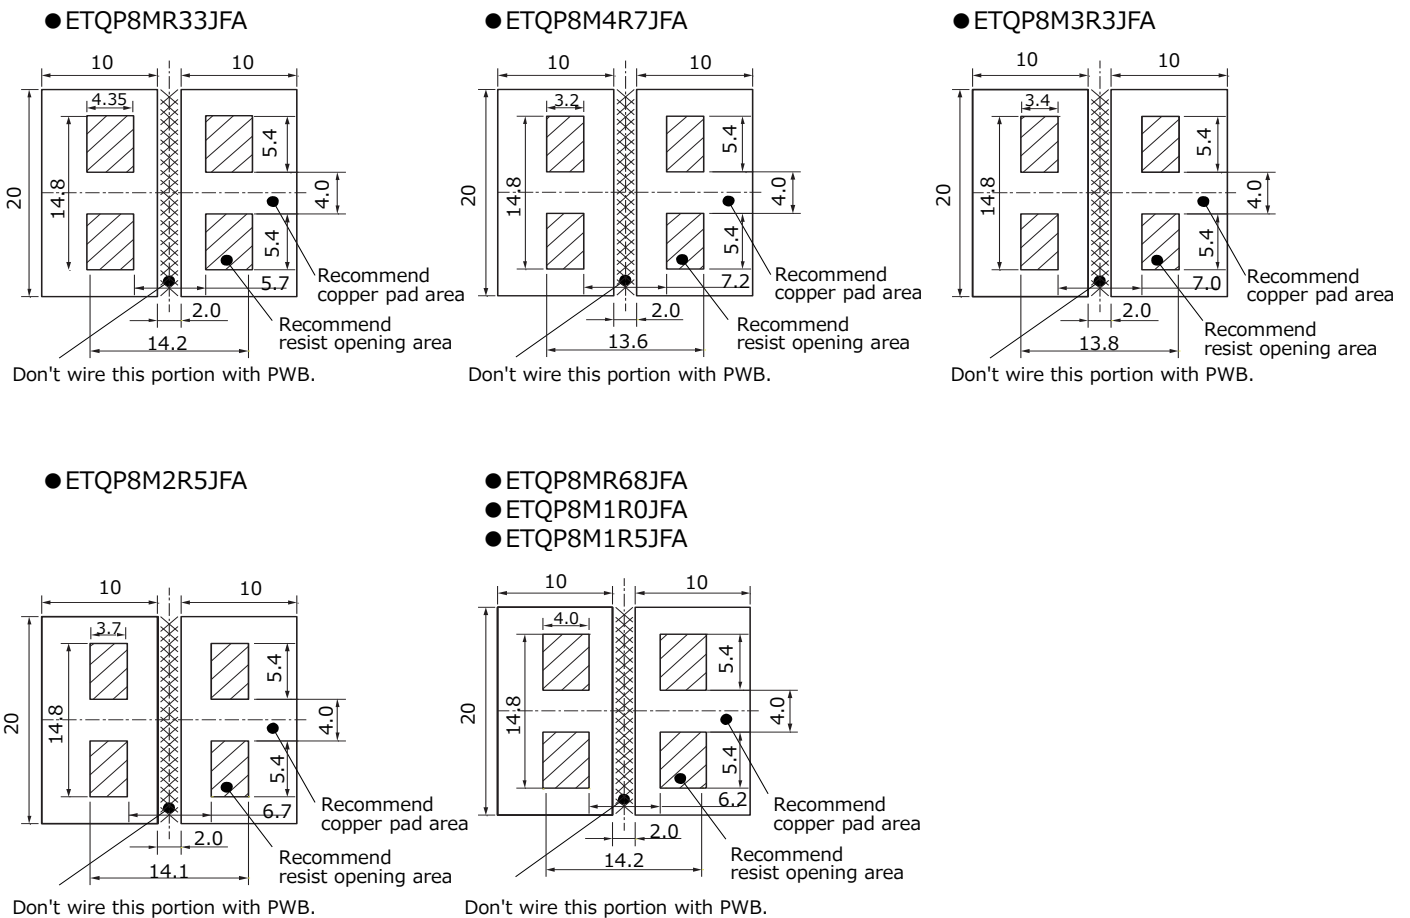 ● ETQP8MR33JFA
10 10
4.35
5.4
20
14.8
4.0
5.4
5.7
Recommend
copper pad area
2.0
Recommend
resist opening area
14.2
Don't wire this portion with PWB.
● ETQP8M4R7JFA
10 10
3.2
5.4
20
14.8
4.0
5.4
7.2
Recommend
copper pad area
2.0
Recommend
resist opening area
13.6
Don't wire this portion with PWB.
● ETQP8M3R3JFA
10 10
3.4
5.4
20
14.8
4.0
5.4
7.0
Recommend
copper pad area
2.0
Recommend
resist opening area
13.8
Don't wire this portion with PWB.
● ETQP8M2R5JFA
10 10
3.7
5.4
20
14.8
4.0
5.4
6.7
Recommend
copper pad area
2.0
Recommend
resist opening area
14.1
Don't wire this portion with PWB.
● ETQP8MR68JFA
● ETQP8M1R0JFA
● ETQP8M1R5JFA
10 10
4.0
5.4
20
14.8
4.0
5.4
6.2
Recommend
copper pad area
2.0
Recommend
resist opening area
14.2
Don't wire this portion with PWB.